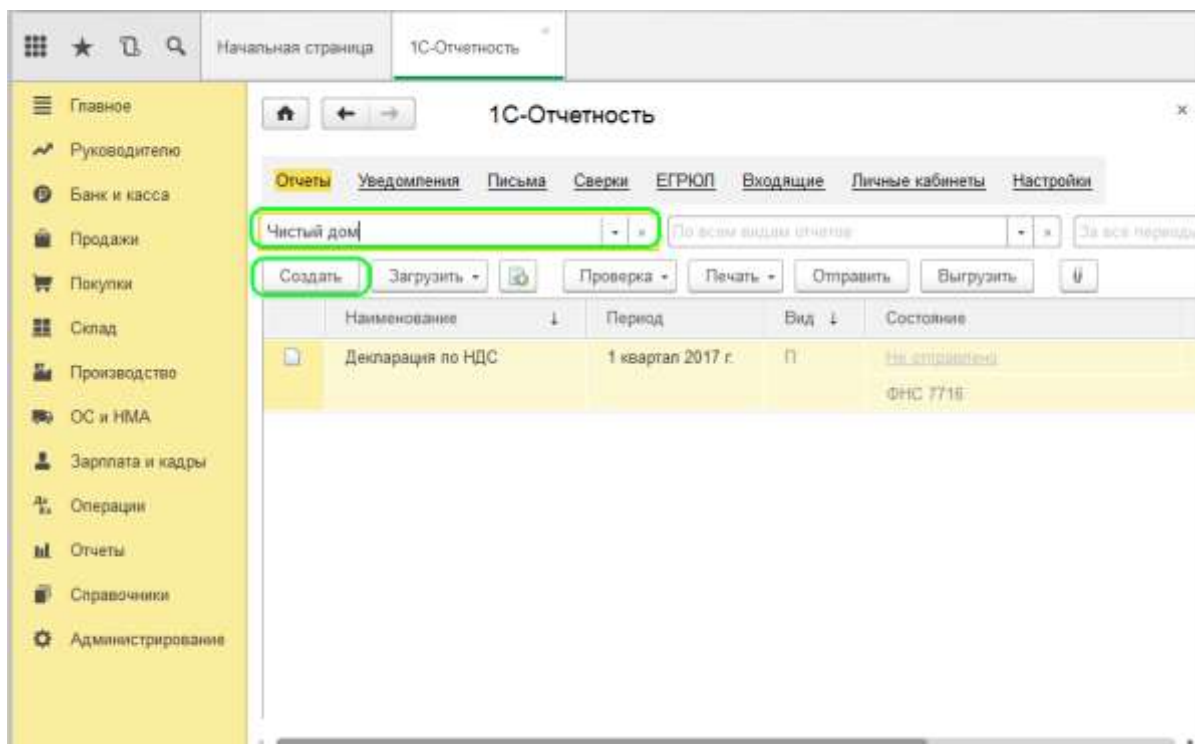 Начальная страница
1С-Отчетность
Главное
Руководителю
Банк и касса
Продажи
Покупки
Склад
Производство
ОС и НМА
Зарплата и кадры
Операции
Отчеты
Справочники
Администрирование
1С-Отчетность
Отчеты Уведомления Письма Сверки ЕГРЮЛ Входящие Личные кабинеты Настройки
Чистый дом По всем видам отчетов За все периоды
Создать Загрузить Проверка Печать Отправить Выгрузить
Наименование Период Вид Состояние
Декларация по НДС 1 квартал 2017 г. П Не отправлено
ФНС 7716